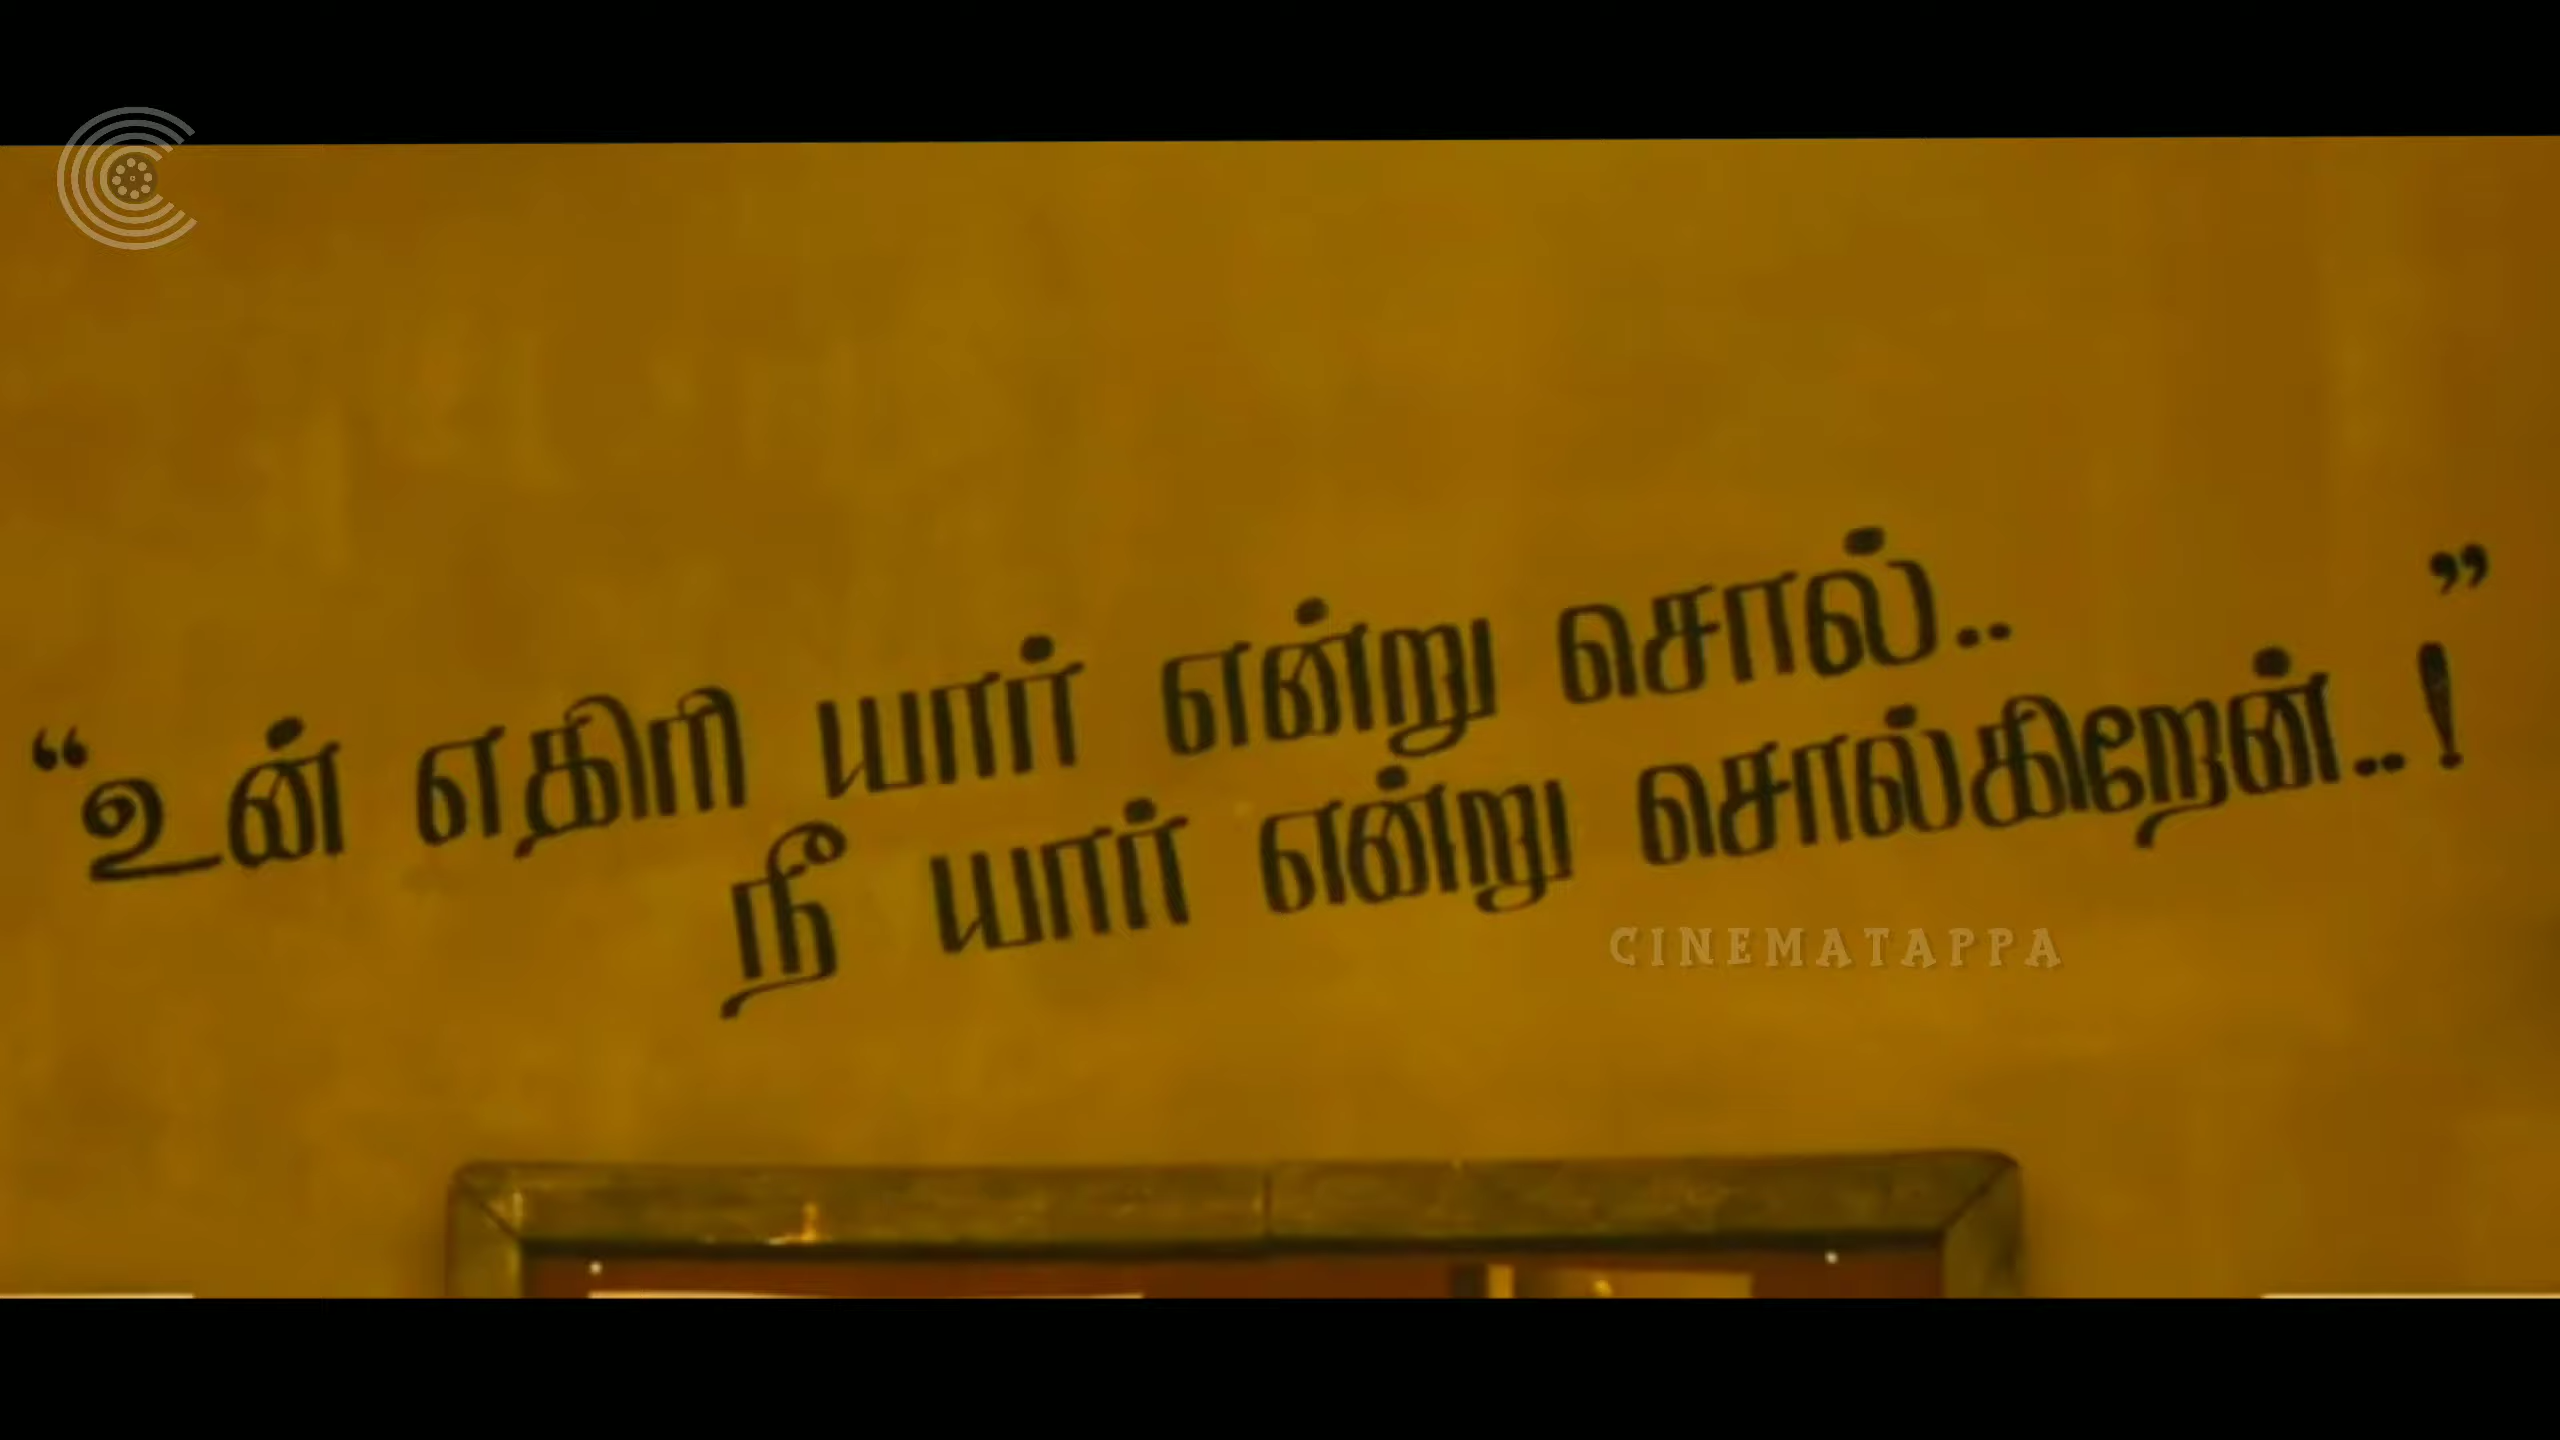 “உன் எதிரி யார் என்று சொல்..
நீ யார் என்று சொல்கிறேன்..!”
CINEMATAPPA